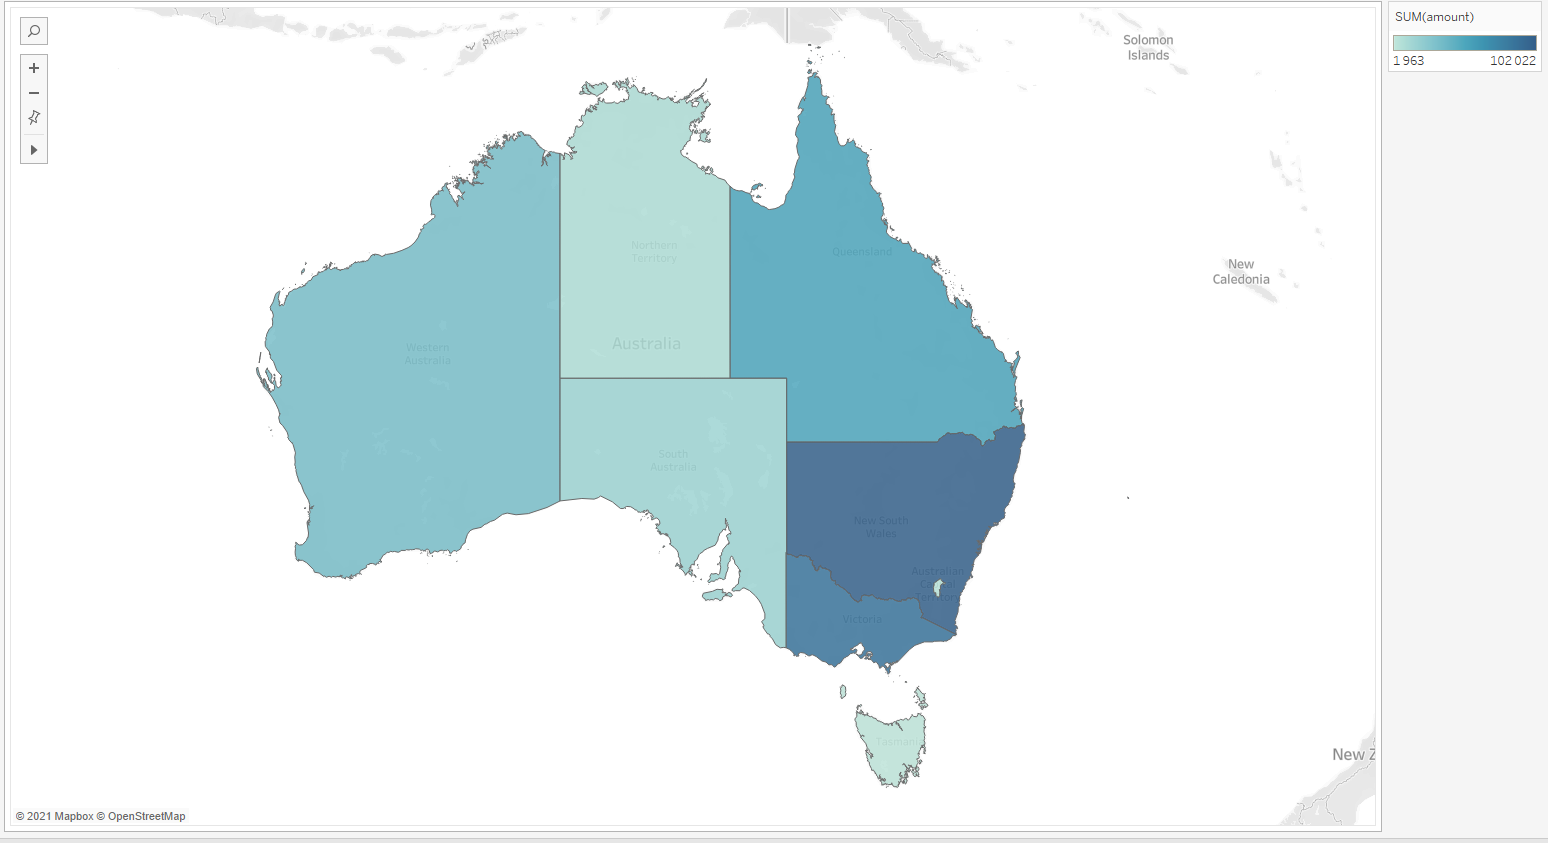 SUM(amount)
1 963
102 022
Solomon
Islands
Northern
Territory
Queensland
New
Caledonia
Australia
Western
Australia
South
Australia
New South
Wales
Australian
Capital
Territory
Victoria
Tasmania
New Z
© 2021 Mapbox © OpenStreetMap